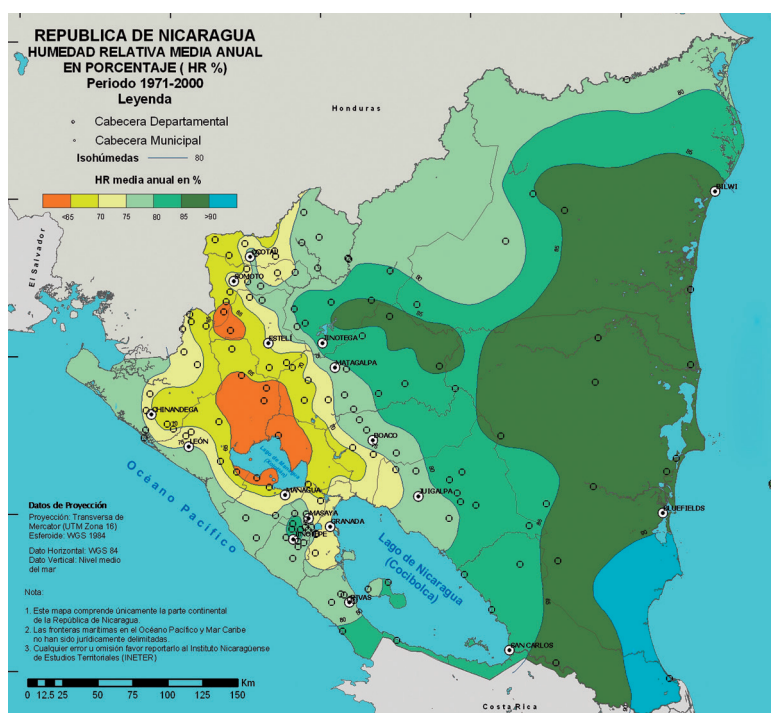 REPUBLICA DE NICARAGUA
HUMEDAD RELATIVA MEDIA ANUAL
EN PORCENTAJE ( HR %)
Periodo 1971-2000
Leyenda
Cabecera Departamental
Cabecera Municipal
Isohúmedas 80
HR media anual en %
<65 70 75 80 85 >90
Honduras
El Salvador
BILWI
OCOTAL
SOMOTO
ESTELÍ
JINOTEGA
MATAGALPA
CHINANDEGA
LEÓN
BOACO
Lago de Managua
MANAGUA
JUIGALPA
MASAYA
GRANADA
JINOTEPE
BLUEFIELDS
Océano Pacífico
Lago de Nicaragua
(Cocibolca)
RIVAS
SAN CARLOS
Costa Rica
Datos de Proyección
Proyección: Transversa de
Mercator (UTM Zona 16)
Esferoide: WGS 1984
Dato Horizontal: WGS 84
Dato Vertical: Nivel medio
del mar
Nota:
1. Este mapa comprende únicamente la parte continental
de la República de Nicaragua.
2. Las fronteras marítimas en el Océano Pacífico y Mar Caribe
no han sido jurídicamente delimitadas.
3. Cualquier error u omisión favor reportarlo al Instituto Nicaragüense
de Estudios Territoriales (INETER)
0 12.5 25 50 75 100 125 150 Km